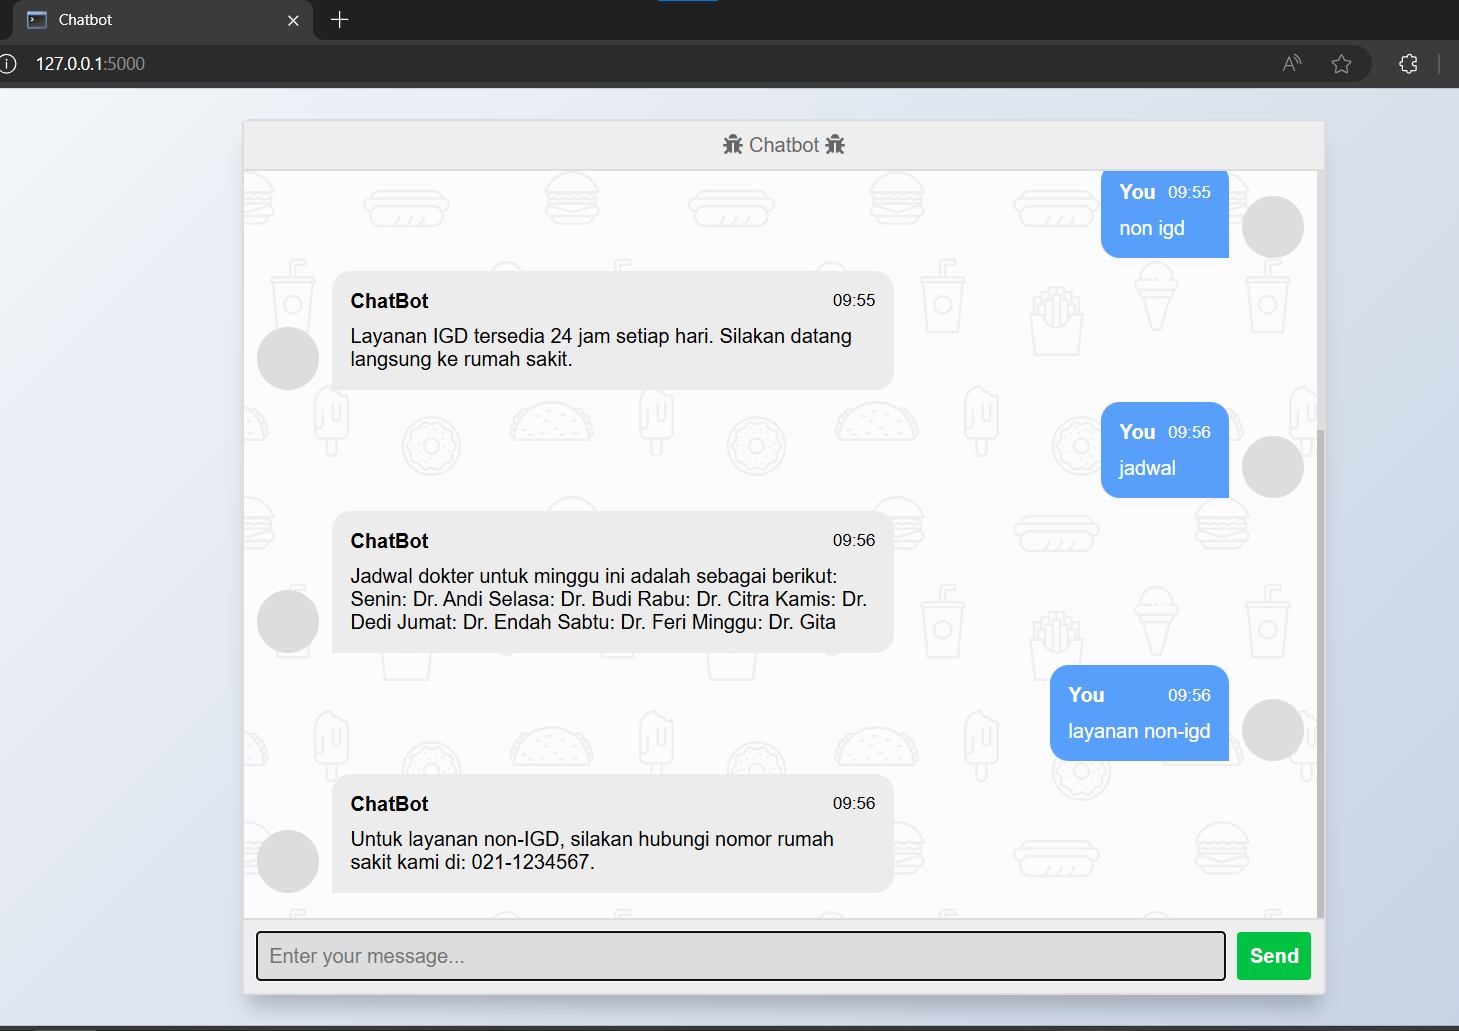 Chatbot
127.0.0.1:5000
Chatbot
You 09:55
non igd
ChatBot 09:55
Layanan IGD tersedia 24 jam setiap hari. Silakan datang
langsung ke rumah sakit.
You 09:56
jadwal
ChatBot 09:56
Jadwal dokter untuk minggu ini adalah sebagai berikut:
Senin: Dr. Andi Selasa: Dr. Budi Rabu: Dr. Citra Kamis: Dr.
Dedi Jumat: Dr. Endah Sabtu: Dr. Feri Minggu: Dr. Gita
You 09:56
layanan non-igd
ChatBot 09:56
Untuk layanan non-IGD, silakan hubungi nomor rumah
sakit kami di: 021-1234567.
Enter your message...
Send